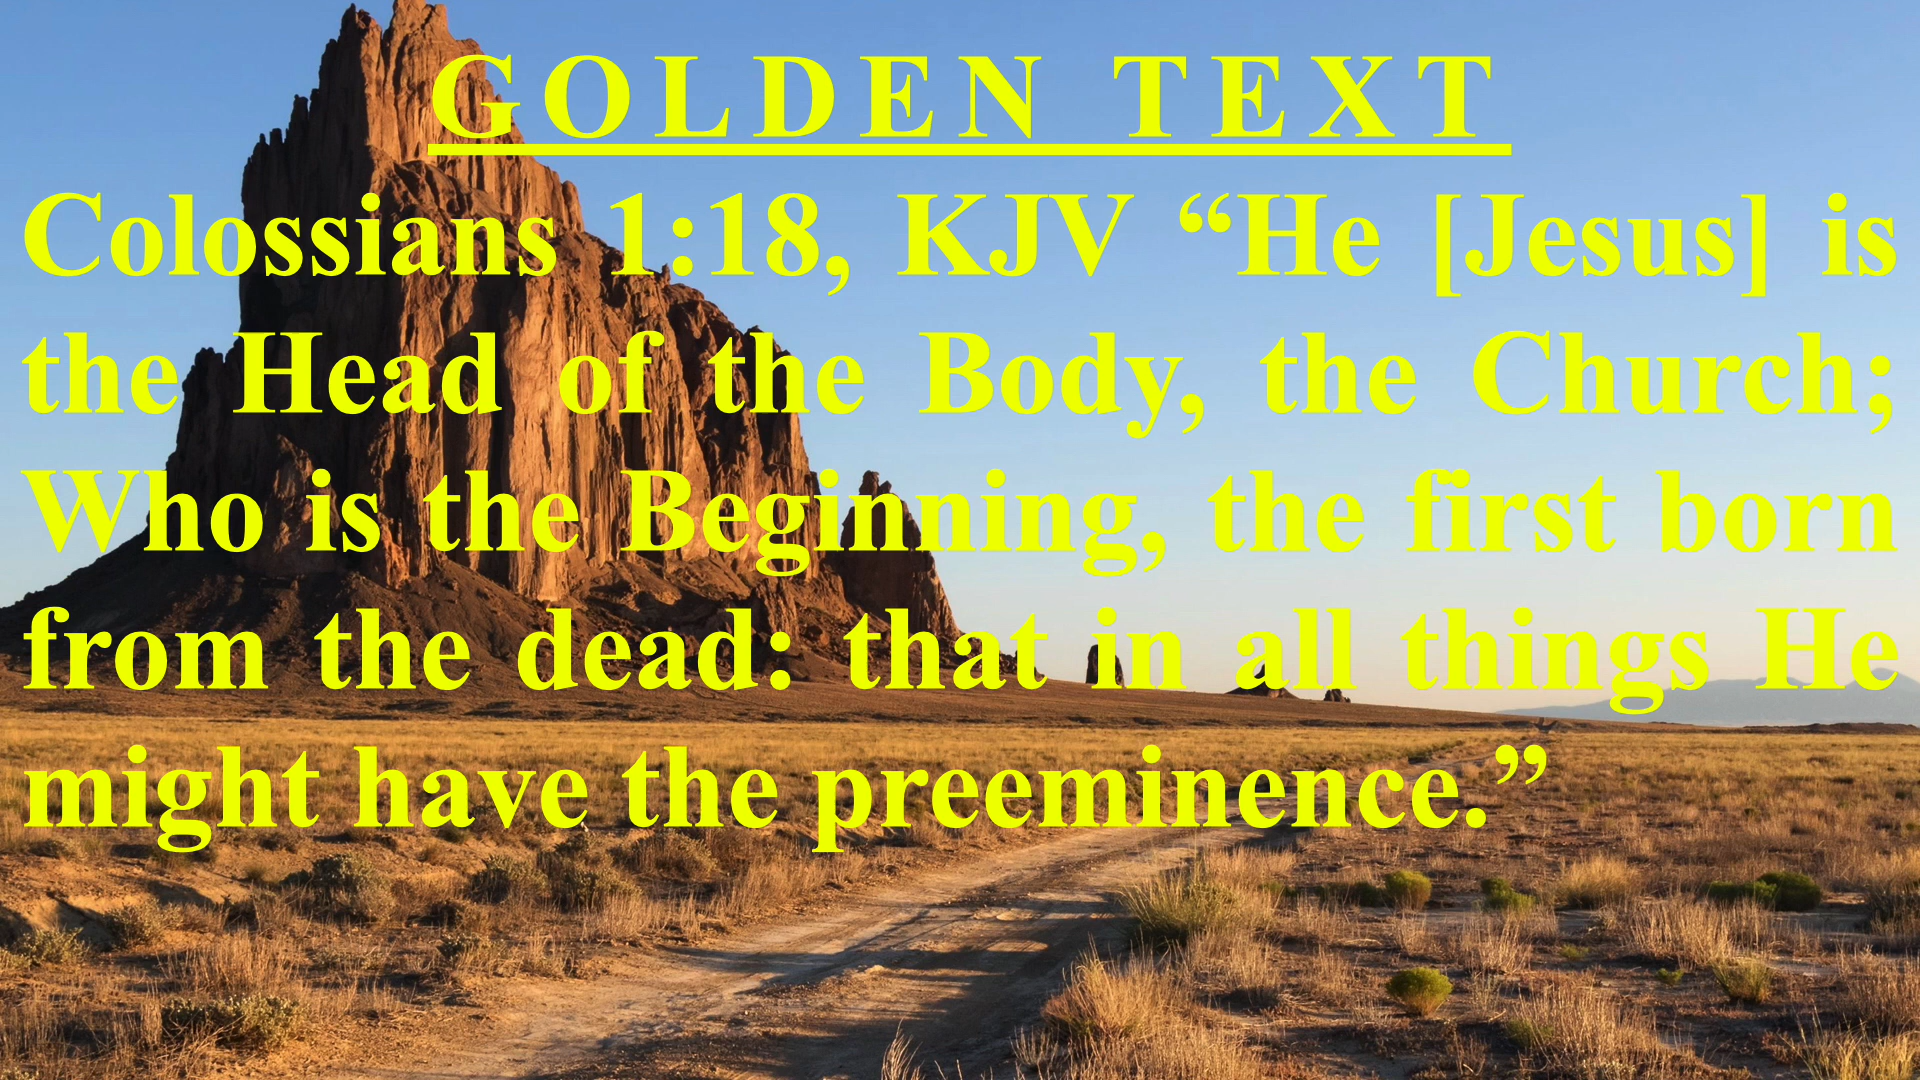 GOLDEN TEXT
Colossians 1:18, KJV “He [Jesus] is
the Head of the Body, the Church;
Who is the Beginning, the first born
from the dead: that in all things He
might have the preeminence.”